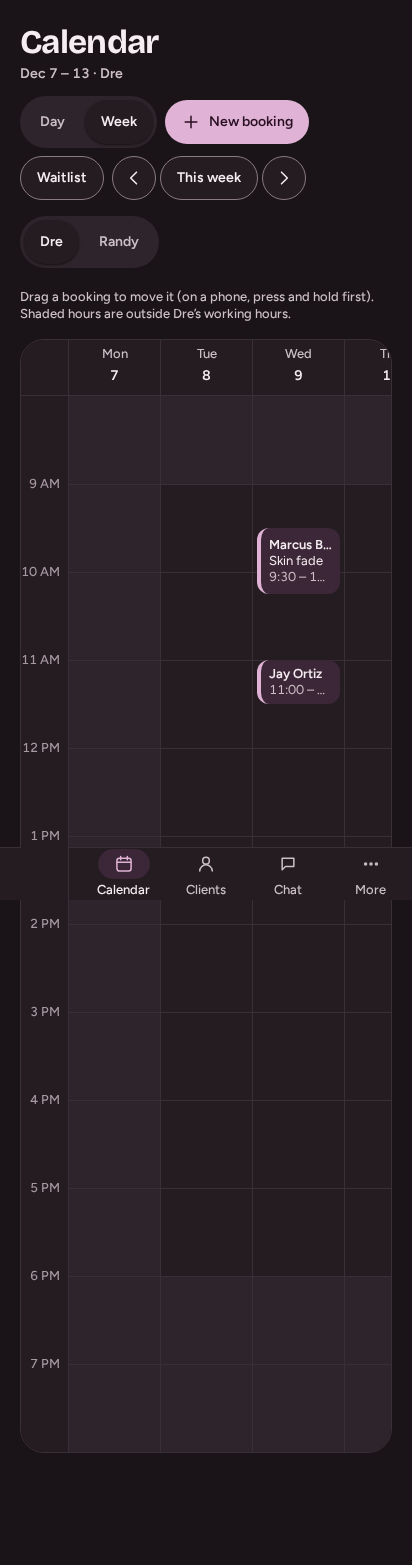 Calendar
Dec 7 – 13 · Dre
Day Week New booking
Waitlist This week
Dre Randy
Drag a booking to move it (on a phone, press and hold first).
Shaded hours are outside Dre's working hours.
Mon Tue Wed
7 8 9
9 AM
Marcus B…
Skin fade
9:30 – 1…
10 AM
11 AM
Jay Ortiz
11:00 – …
12 PM
1 PM
Calendar Clients Chat More
2 PM
3 PM
4 PM
5 PM
6 PM
7 PM